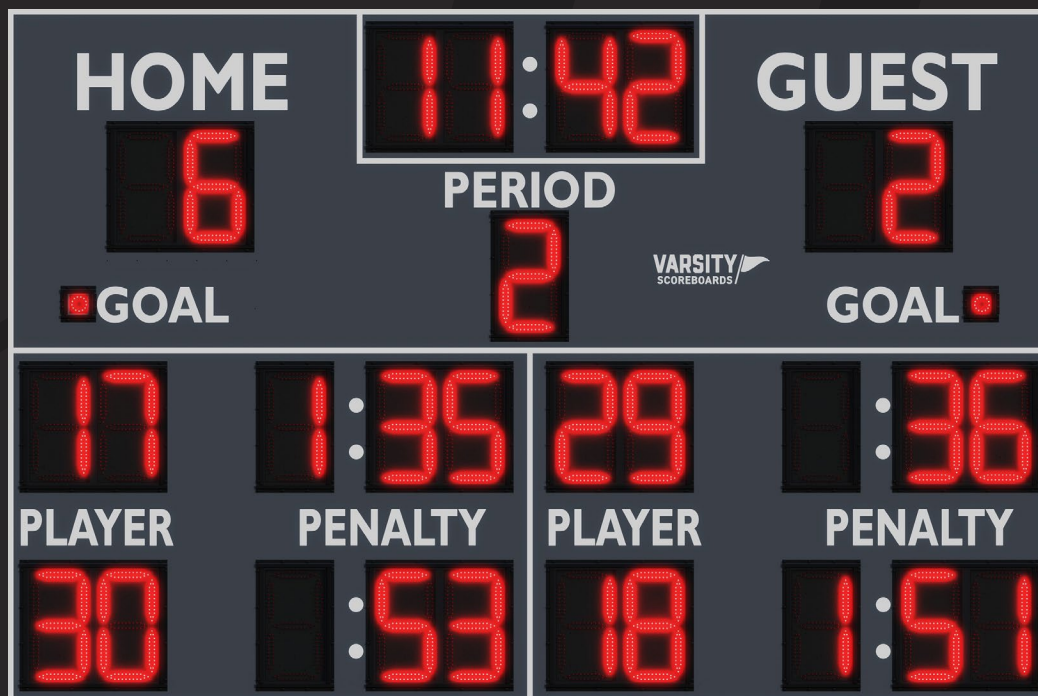 HOME
11:42
GUEST
6
PERIOD
2
2
VARSITY
SCOREBOARDS
GOAL
GOAL
17
1:35
29
:36
PLAYER
PENALTY
PLAYER
PENALTY
30
:53
18
1:51